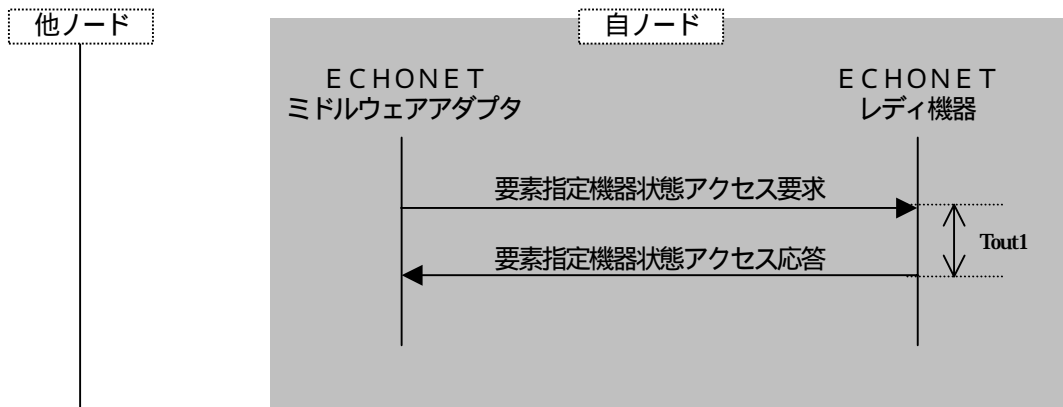 他ノード
自ノード
ＥＣＨＯＮＥＴ
ミドルウェアアダプタ
ＥＣＨＯＮＥＴ
レディ機器
要素指定機器状態アクセス要求
Tout1
要素指定機器状態アクセス応答